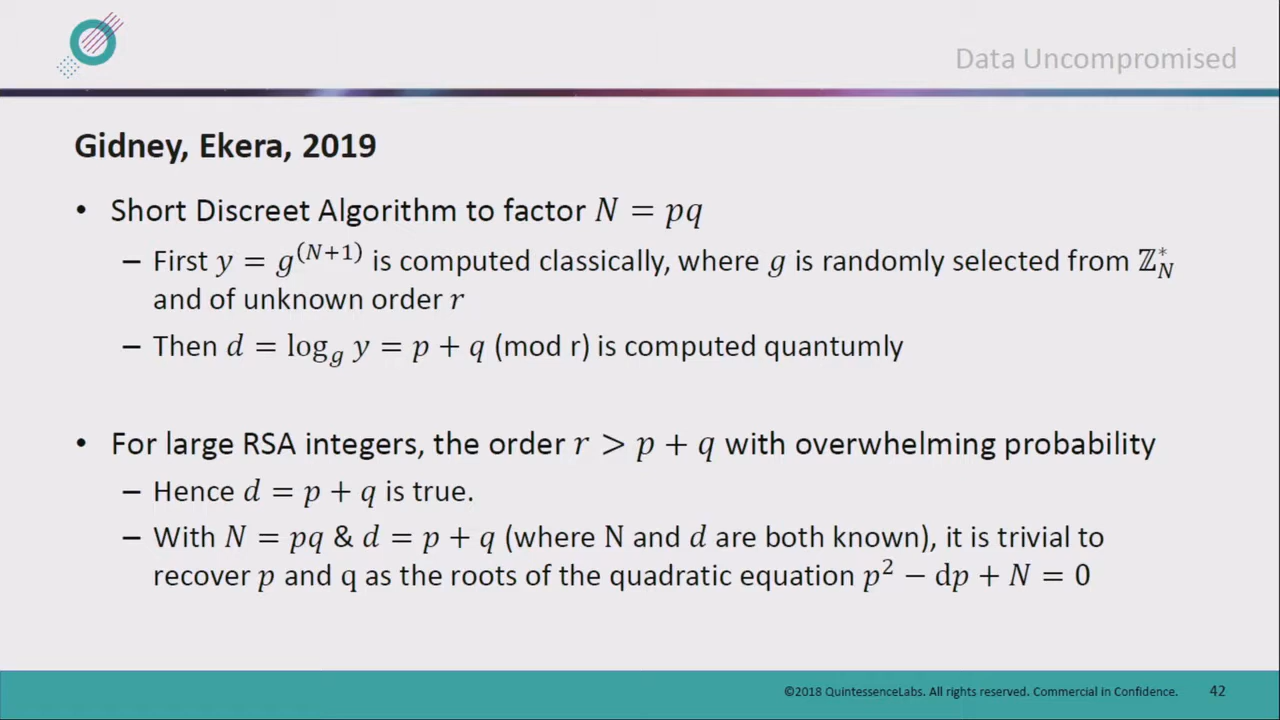 Data Uncompromised
Gidney, Ekera, 2019
• Short Discreet Algorithm to factor N = pq
– First y = g^(N+1) is computed classically, where g is randomly selected from ℤ*_N
and of unknown order r
– Then d = log_g y = p + q (mod r) is computed quantumly
• For large RSA integers, the order r > p + q with overwhelming probability
– Hence d = p + q is true.
– With N = pq & d = p + q (where N and d are both known), it is trivial to
recover p and q as the roots of the quadratic equation p² − dp + N = 0
©2018 QuintessenceLabs. All rights reserved. Commercial in Confidence. 42